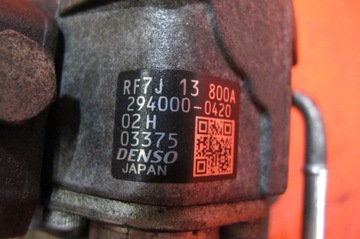 RF7J 13 800A
294000-0420
02H
03375
DENSO
JAPAN